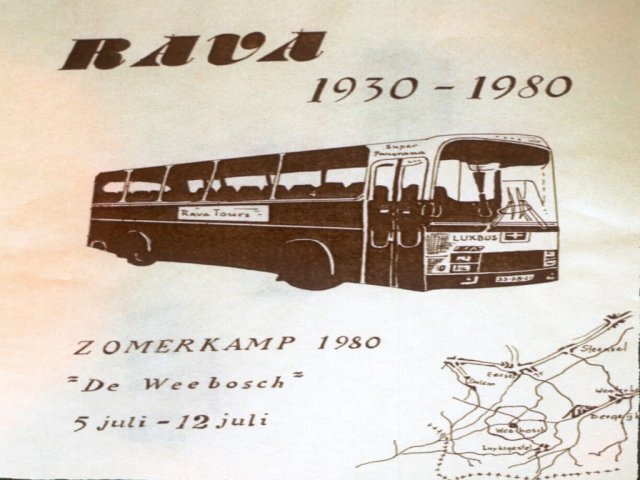 RAVA
1930 - 1980
Super
Panorama
Rava Tours
LUXBUS
ZOMERKAMP 1980
"De Weebosch"
5 juli - 12 juli
Steensel
Eersel
Weebosch
Luyksgestel